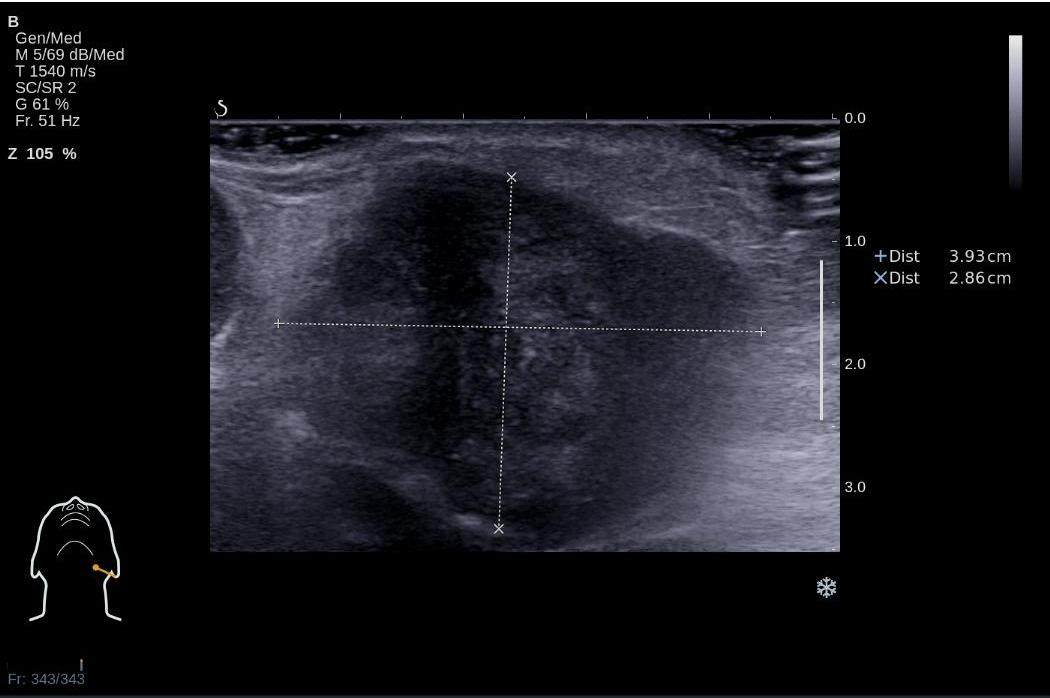 B
Gen/Med
M 5/69 dB/Med
T 1540 m/s
SC/SR 2
G 61 %
Fr. 51 Hz
Z 105 %
0.0
1.0
+Dist 3.93cm
×Dist 2.86cm
2.0
3.0
Fr: 343/343